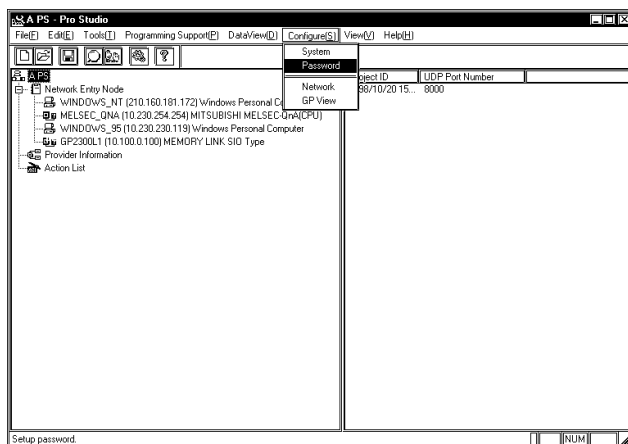 A PS - Pro Studio
File(F) Edit(E) Tools(T) Programming Support(P) DataView(D) Configure(S) View(V) Help(H)
System
Password
Network
GP View
A PS
Network Entry Node
WINDOWS_NT (210.160.181.172) Windows Personal Co
MELSEC_QNA (10.230.254.254) MITSUBISHI MELSEC-QnA(CPU)
WINDOWS_95 (10.230.230.119) Windows Personal Computer
GP2300L1 (10.100.0.100) MEMORY LINK SIO Type
Provider Information
Action List
oject ID UDP Port Number
98/10/20 15... 8000
Setup password.
NUM